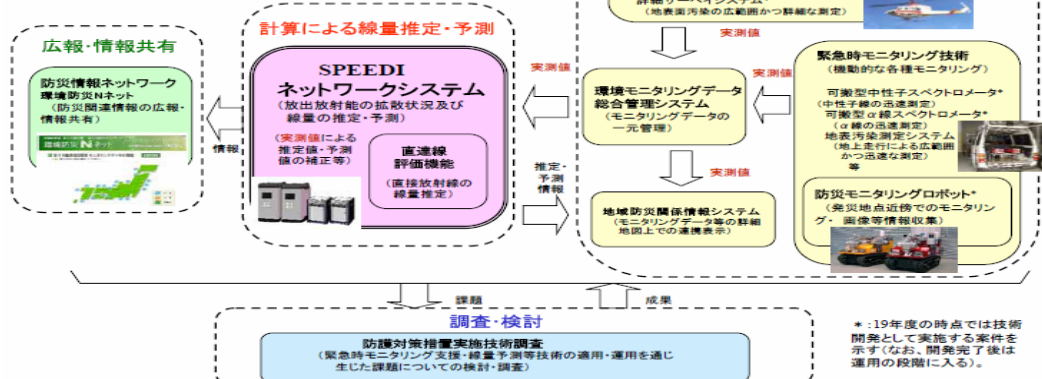 広報・情報共有
防災情報ネットワーク
環境防災Nネット
(防災関連情報の広報・
情報共有)
環境防災Nネット
情報
計算による線量推定・予測
SPEEDI
ネットワークシステム
(放出放射能の拡散状況及び
線量の推定・予測)
(実測値による
推定値・予測
値の補正等)
直達線
評価機能
(直接放射線の
線量推定)
実測値
推定・
予測
情報
詳細サーベイシステム*
(地表面汚染の広範囲かつ詳細な測定)
実測値
環境モニタリングデータ
総合管理システム
(モニタリングデータの
一元管理)
実測値
実測値
地域防災関係情報システム
(モニタリングデータ等の詳細
地図上での連携表示)
緊急時モニタリング技術
(機動的な各種モニタリング)
可搬型中性子スペクトロメータ*
(中性子線の迅速測定)
可搬型α線スペクトロメータ*
(α線の迅速測定)
地表汚染測定システム
(地上走行による広範囲
かつ迅速な測定)
等
防災モニタリングロボット*
(発災地点近傍でのモニタリン
グ・画像等情報収集)
課題
成果
調査・検討
防護対策措置実施技術調査
(緊急時モニタリング支援・線量予測等技術の適用・運用を通じ
生じた課題についての検討・調査)
*:19年度の時点では技術
開発として実施する案件を
示す(なお、開発完了後は
運用の段階に入る)。